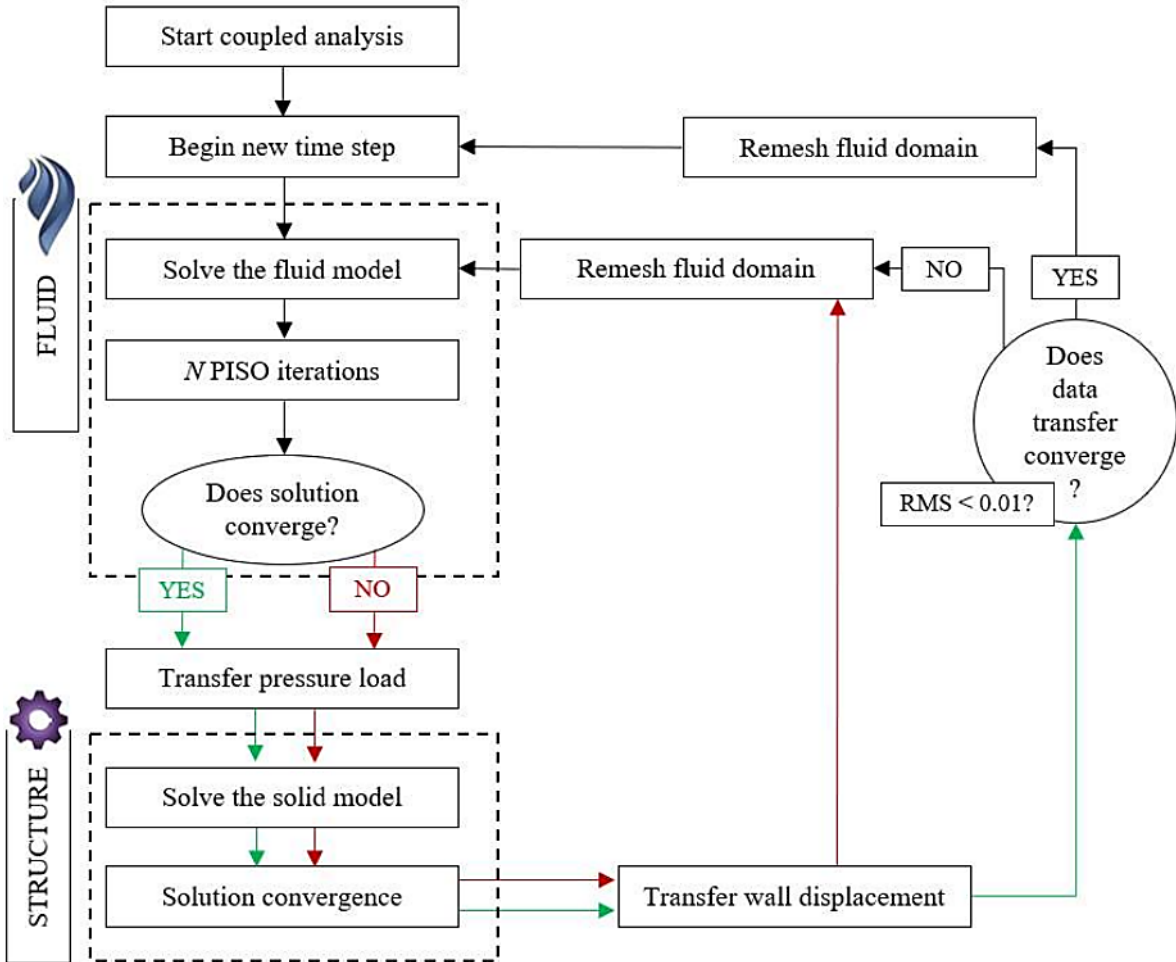 Start coupled analysis
Begin new time step
Remesh fluid domain
FLUID
Solve the fluid model
Remesh fluid domain
NO
YES
N PISO iterations
Does
data
transfer
converge
?
RMS < 0.01?
Does solution
converge?
YES
NO
Transfer pressure load
STRUCTURE
Solve the solid model
Solution convergence
Transfer wall displacement